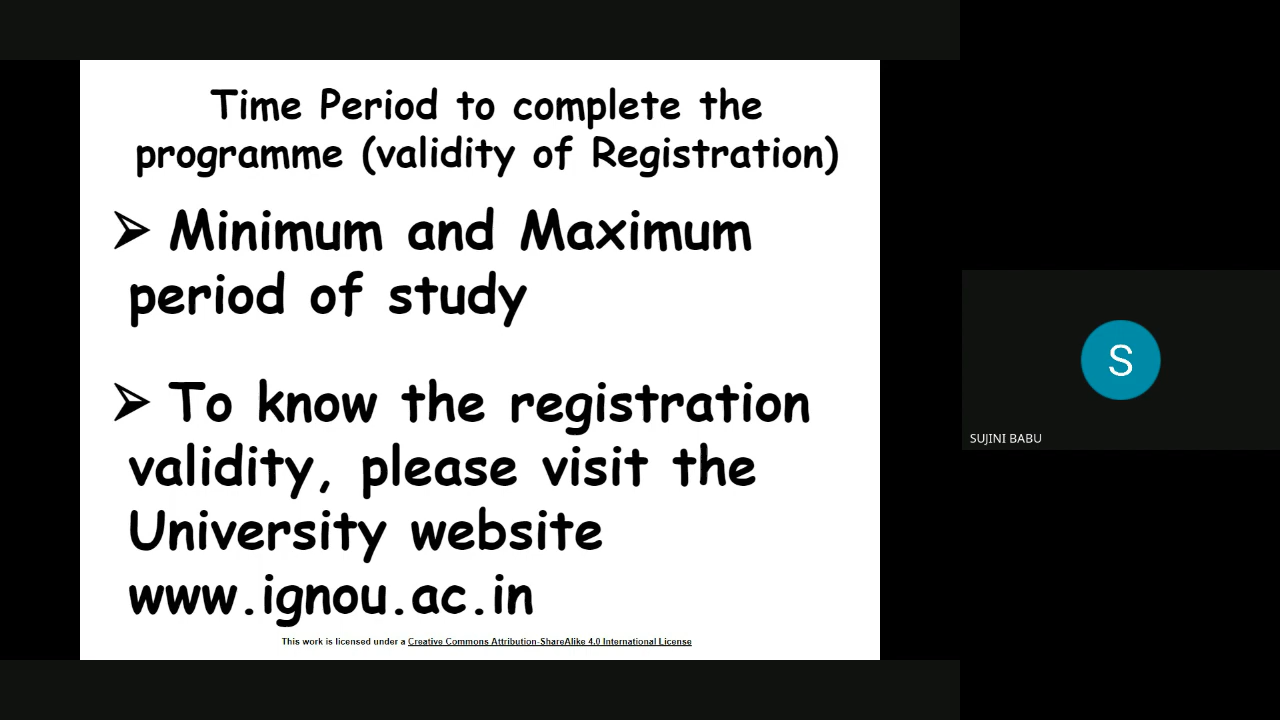 Time Period to complete the
programme (validity of Registration)
➢ Minimum and Maximum
period of study
➢ To know the registration
validity, please visit the
University website
www.ignou.ac.in
This work is licensed under a Creative Commons Attribution-ShareAlike 4.0 International License
S
SUJINI BABU